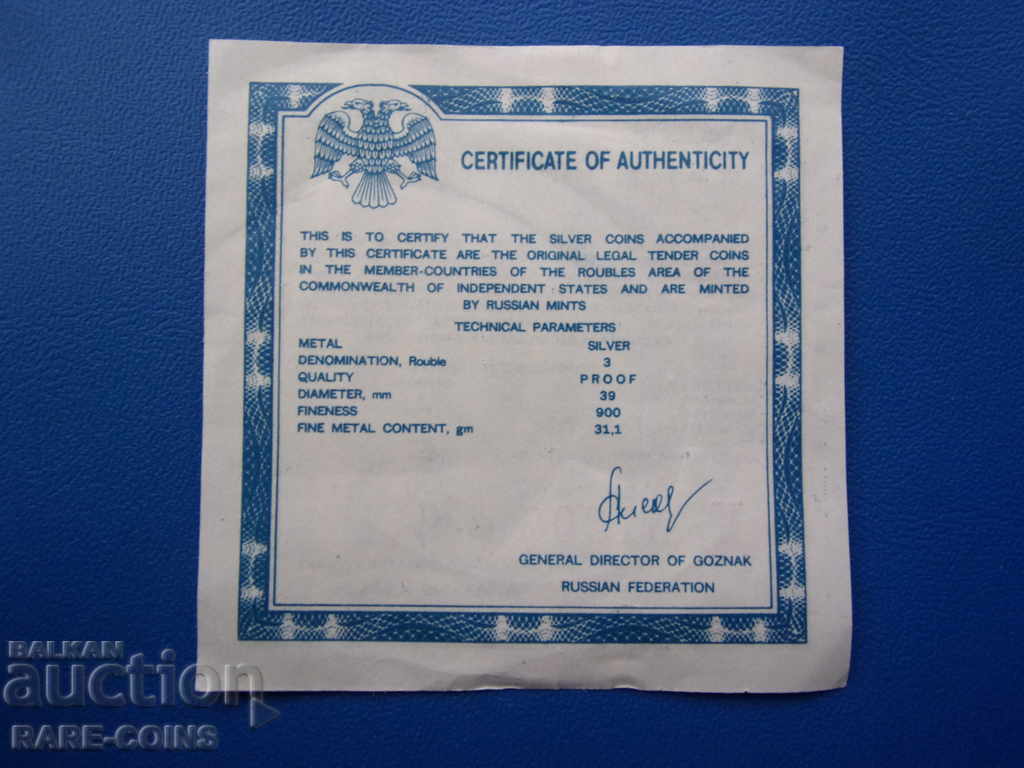 CERTIFICATE OF AUTHENTICITY
THIS IS TO CERTIFY THAT THE SILVER COINS ACCOMPANIED
BY THIS CERTIFICATE ARE THE ORIGINAL LEGAL TENDER COINS
IN THE MEMBER-COUNTRIES OF THE ROUBLES AREA OF THE
COMMONWEALTH OF INDEPENDENT STATES AND ARE MINTED
BY RUSSIAN MINTS
TECHNICAL PARAMETERS
METAL SILVER
DENOMINATION, Rouble 3
QUALITY PROOF
DIAMETER, mm 39
FINENESS 900
FINE METAL CONTENT, gm 31,1
GENERAL DIRECTOR OF GOZNAK
RUSSIAN FEDERATION
BALKAN
auction
RARE-COINS